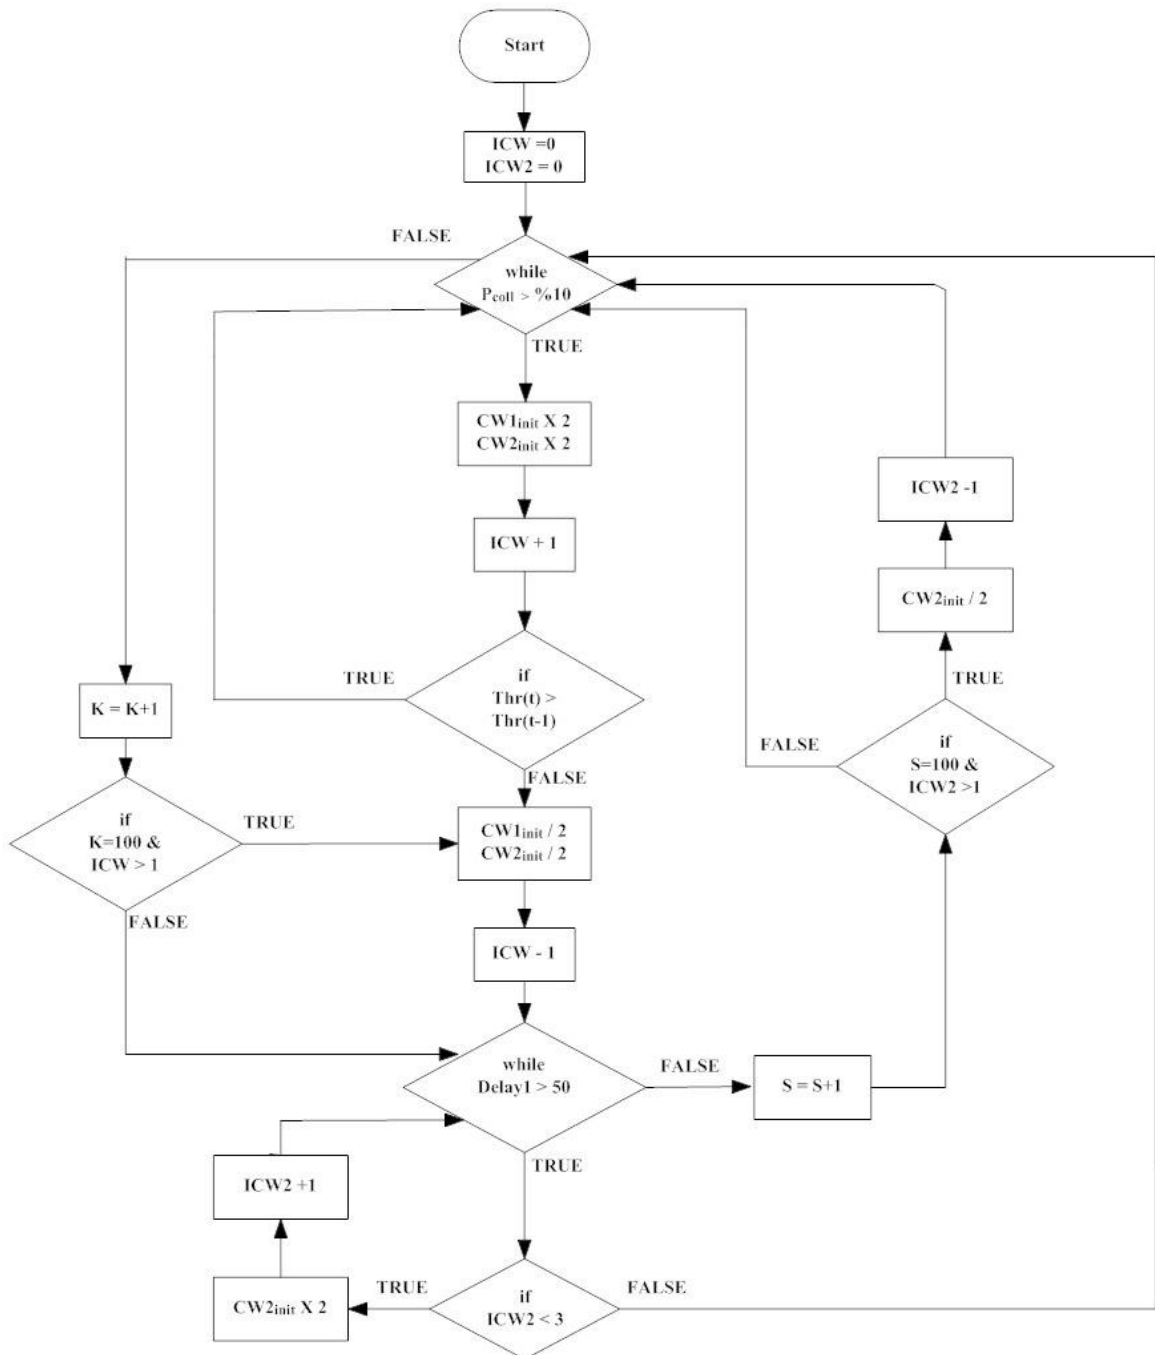 Start
ICW =0
ICW2 = 0
FALSE
while
Pcoll > %10
TRUE
CW1init X 2
CW2init X 2
ICW2 -1
ICW + 1
CW2init / 2
TRUE
if
Thr(t) >
Thr(t-1)
TRUE
K = K+1
FALSE
if
S=100 &
ICW2 >1
FALSE
if
K=100 &
ICW > 1
TRUE
CW1init / 2
CW2init / 2
FALSE
ICW - 1
while
Delay1 > 50
FALSE
S = S+1
TRUE
ICW2 +1
CW2init X 2
TRUE
if
ICW2 < 3
FALSE